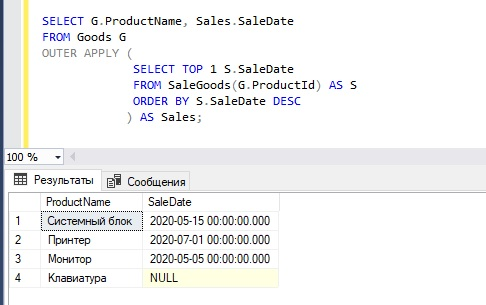 SELECT G.ProductName, Sales.SaleDate
FROM Goods G
OUTER APPLY (
SELECT TOP 1 S.SaleDate
FROM SaleGoods(G.ProductId) AS S
ORDER BY S.SaleDate DESC
) AS Sales;
100 %
Результаты Сообщения
ProductName SaleDate
1 Системный блок 2020-05-15 00:00:00.000
2 Принтер 2020-07-01 00:00:00.000
3 Монитор 2020-05-05 00:00:00.000
4 Клавиатура NULL